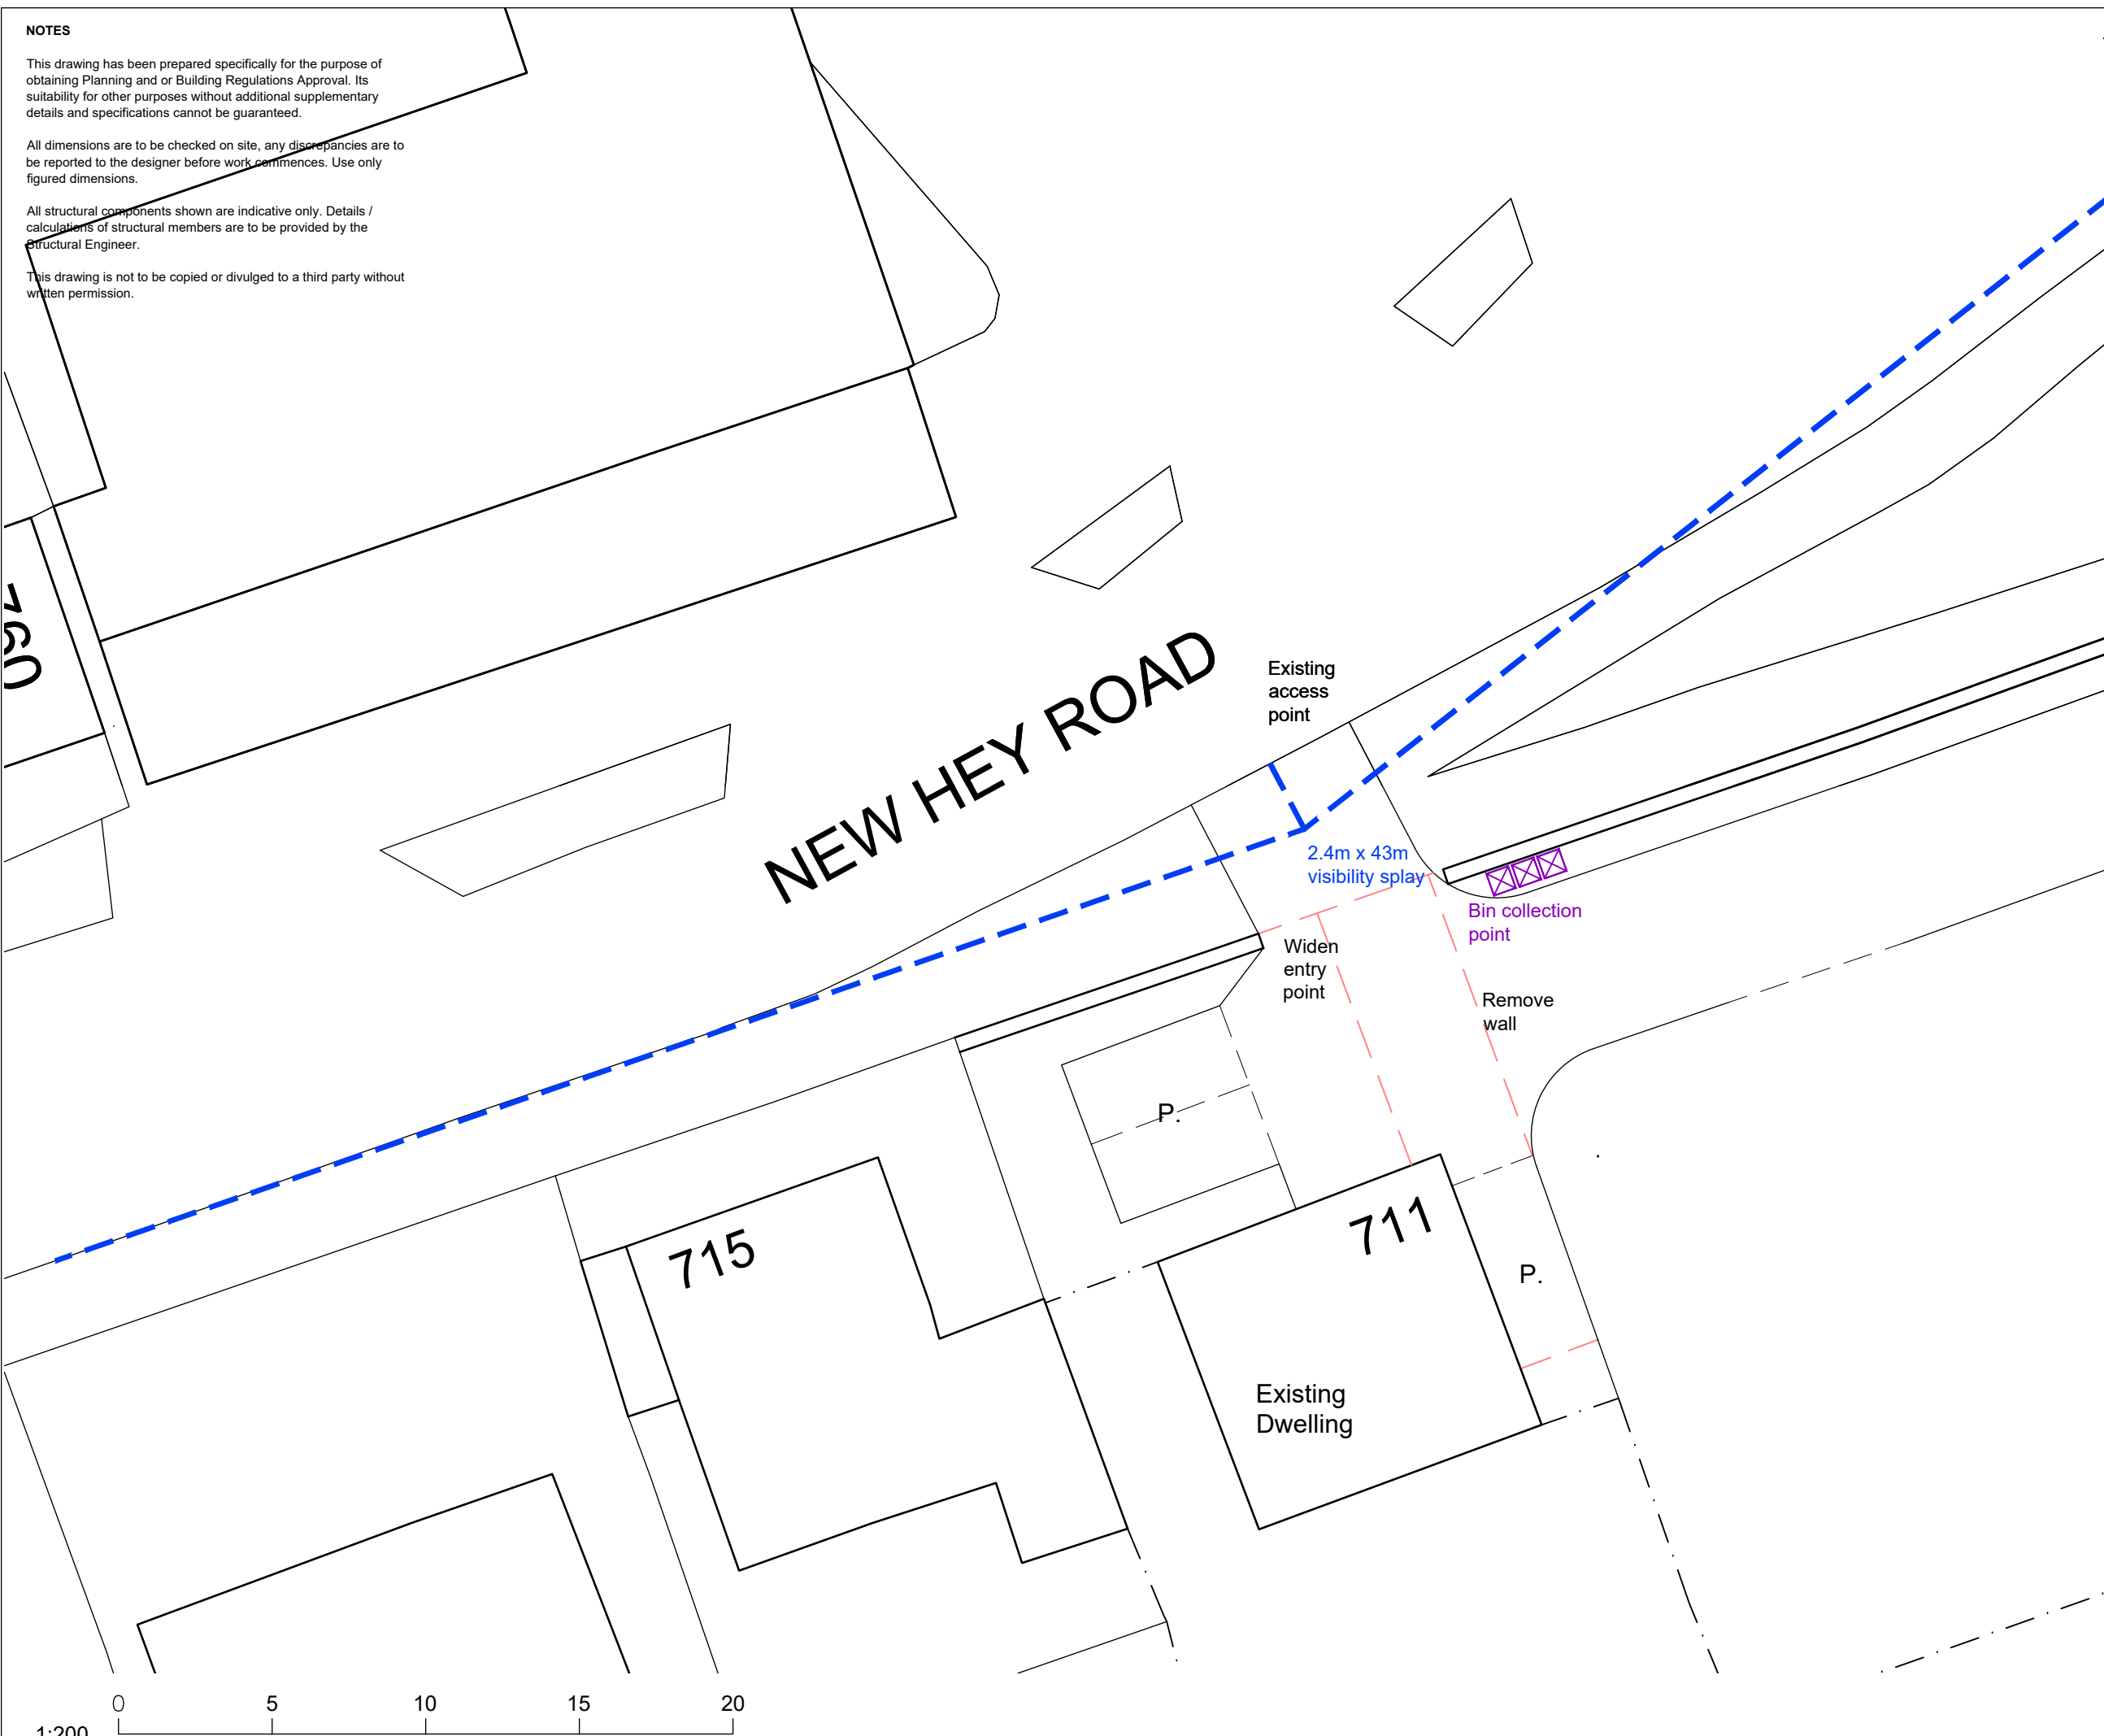 NOTES
This drawing has been prepared specifically for the purpose of
obtaining Planning and or Building Regulations Approval. Its
suitability for other purposes without additional supplementary
details and specifications cannot be guaranteed.
All dimensions are to be checked on site, any discrepancies are to
be reported to the designer before work commences. Use only
figured dimensions.
All structural components shown are indicative only. Details /
calculations of structural members are to be provided by the
Structural Engineer.
This drawing is not to be copied or divulged to a third party without
written permission.
NEW HEY ROAD
Existing
access
point
2.4m x 43m
visibility splay
Bin collection
point
Widen
entry
point
Remove
wall
P.
711
715
P.
Existing
Dwelling
0 5 10 15 20
1:200